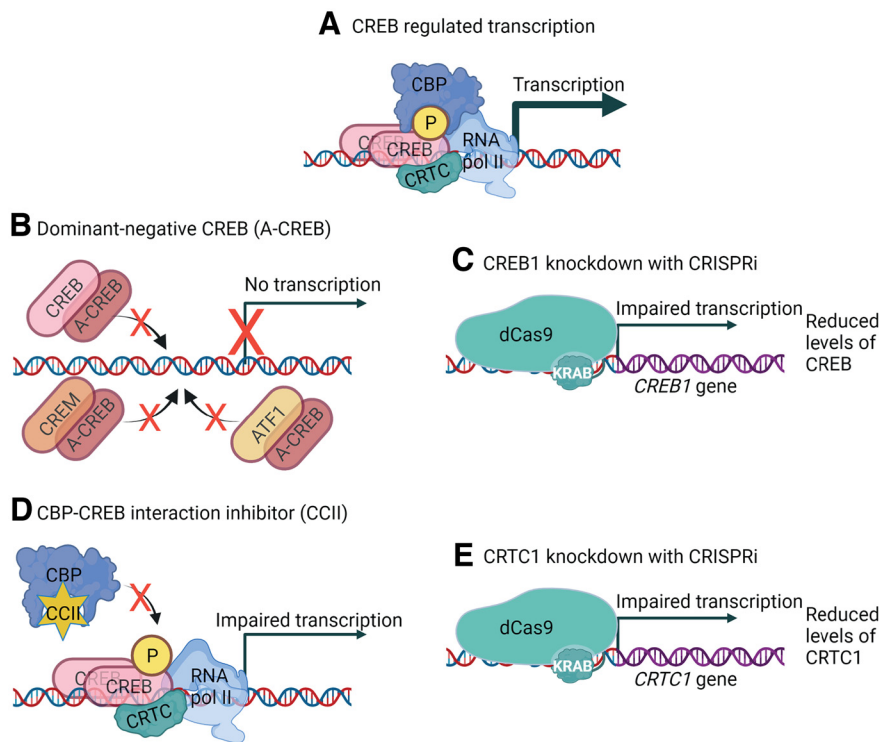 A CREB regulated transcription
CBP
Transcription
P
CREB
CREB
RNA
pol II
CRTC
B Dominant-negative CREB (A-CREB)
CREB
A-CREB
No transcription
CREM
A-CREB
ATF1
A-CREB
C CREB1 knockdown with CRISPRi
dCas9
Impaired transcription
KRAB
CREB1 gene
Reduced
levels of
CREB
D CBP-CREB interaction inhibitor (CCII)
CBP
CCII
Impaired transcription
P
CREB
CREB
RNA
pol II
CRTC
E CRTC1 knockdown with CRISPRi
dCas9
Impaired transcription
KRAB
CRTC1 gene
Reduced
levels of
CRTC1